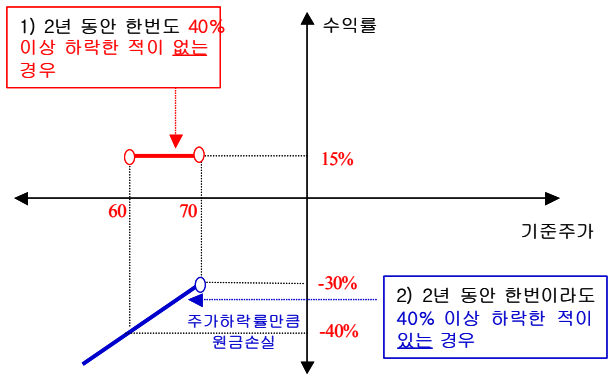 1) 2년 동안 한번도 40%
이상 하락한 적이 없는
경우
수익률
15%
60
70
기준주가
-30%
-40%
주가하락률만큼
원금손실
2) 2년 동안 한번이라도
40% 이상 하락한 적이
있는 경우